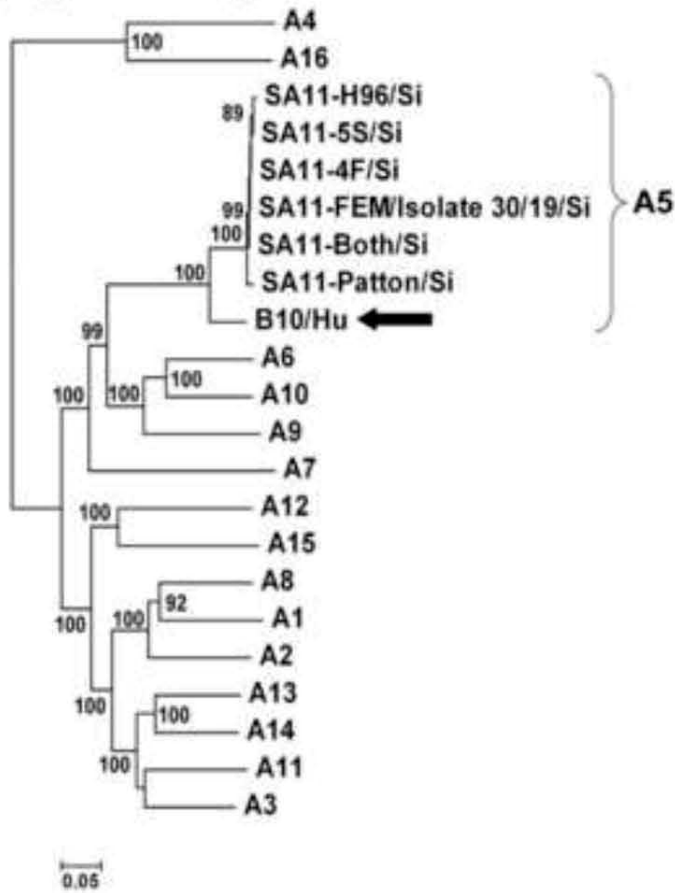 A4
100
A16
SA11-H96/Si
89
SA11-5S/Si
SA11-4F/Si
99
SA11-FEM/Isolate 30/19/Si
A5
100
SA11-Both/Si
100
SA11-Patton/Si
B10/Hu
99
A6
100
100
100
A10
A9
A7
100
A12
A15
A8
92
100
A1
100
A2
A13
100
100
A14
100
A11
A3
0.05